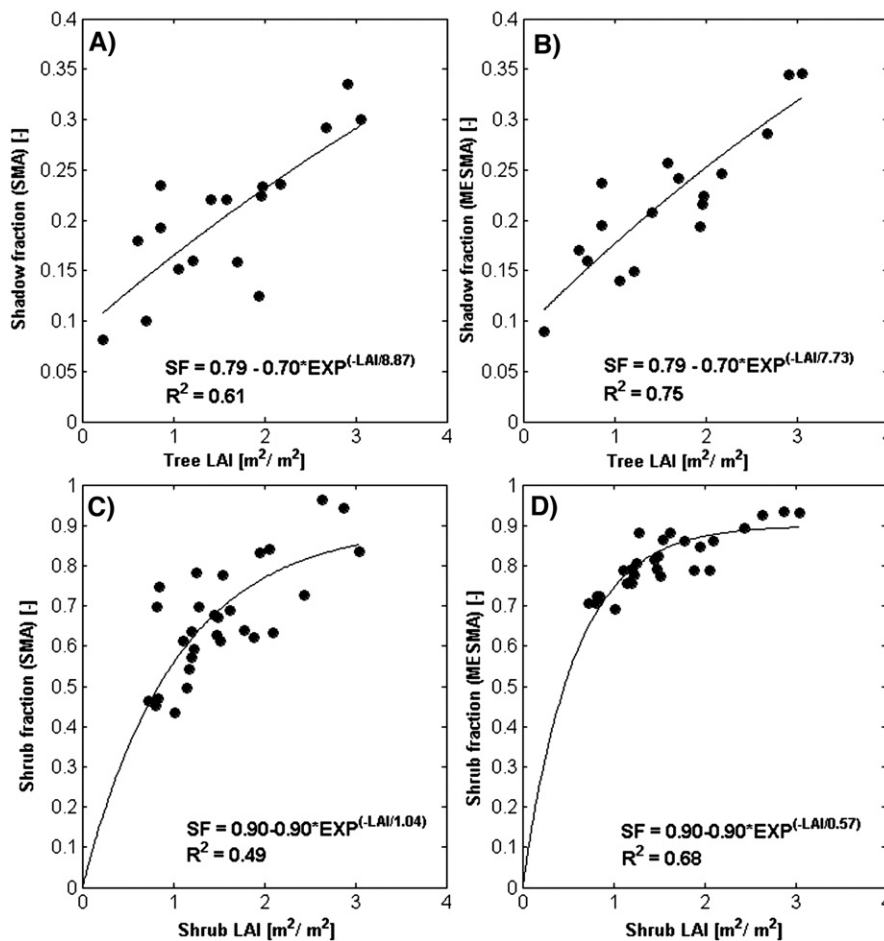 A)
0.4
0.35
0.3
0.25
0.2
0.15
0.1
0.05
0
Shadow fraction (SMA) [-]
SF = 0.79 - 0.70*EXP^(-LAI/8.87)
R² = 0.61
0 1 2 3 4
Tree LAI [m²/ m²]
B)
0.4
0.35
0.3
0.25
0.2
0.15
0.1
0.05
0
Shadow fraction (MESMA) [-]
SF = 0.79 - 0.70*EXP^(-LAI/7.73)
R² = 0.75
0 1 2 3 4
Tree LAI [m²/ m²]
C)
1
0.9
0.8
0.7
0.6
0.5
0.4
0.3
0.2
0.1
0
Shrub fraction (SMA) [-]
SF = 0.90-0.90*EXP^(-LAI/1.04)
R² = 0.49
0 1 2 3 4
Shrub LAI [m²/ m²]
D)
1
0.9
0.8
0.7
0.6
0.5
0.4
0.3
0.2
0.1
0
Shrub fraction (MESMA) [-]
SF = 0.90-0.90*EXP^(-LAI/0.57)
R² = 0.68
0 1 2 3 4
Shrub LAI [m²/ m²]